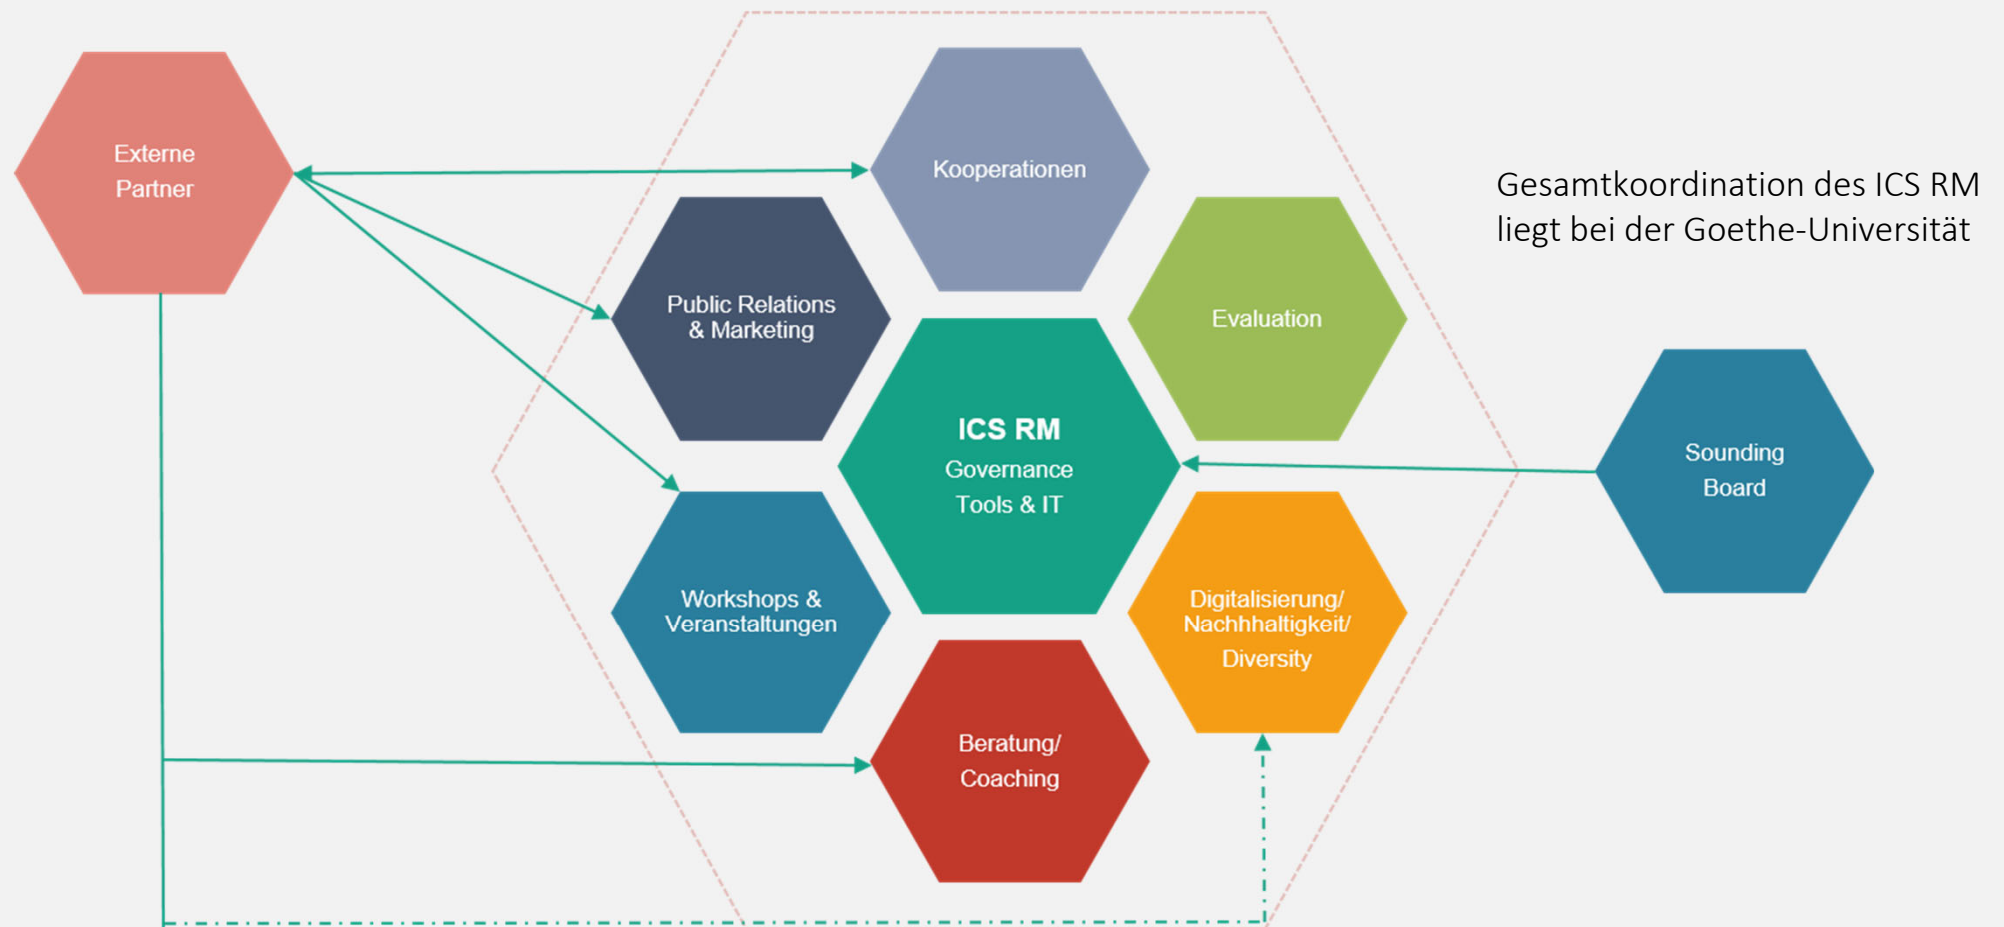 Externe
Partner
Kooperationen
Gesamtkoordination des ICS RM
liegt bei der Goethe-Universität
Public Relations
& Marketing
Evaluation
ICS RM
Governance
Tools & IT
Sounding
Board
Workshops &
Veranstaltungen
Digitalisierung/
Nachhhaltigkeit/
Diversity
Beratung/
Coaching